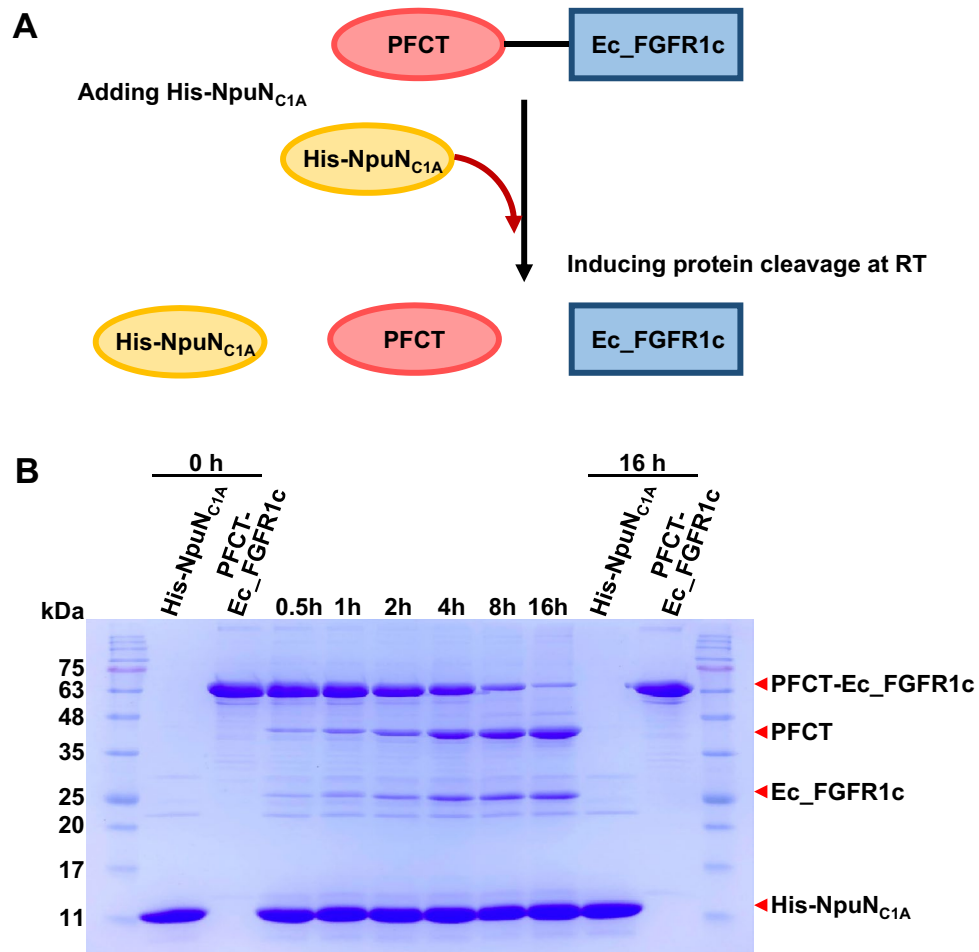 A
PFCT
Ec_FGFR1c
Adding His-NpuNC1A
His-NpuNC1A
Inducing protein cleavage at RT
His-NpuNC1A
PFCT
Ec_FGFR1c
B
0 h
16 h
His-NpuNC1A
PFCT-
Ec_FGFR1c
His-NpuNC1A
PFCT-
Ec_FGFR1c
kDa
0.5h 1h 2h 4h 8h 16h
75
63
48
35
25
20
17
11
PFCT-Ec_FGFR1c
PFCT
Ec_FGFR1c
His-NpuNC1A